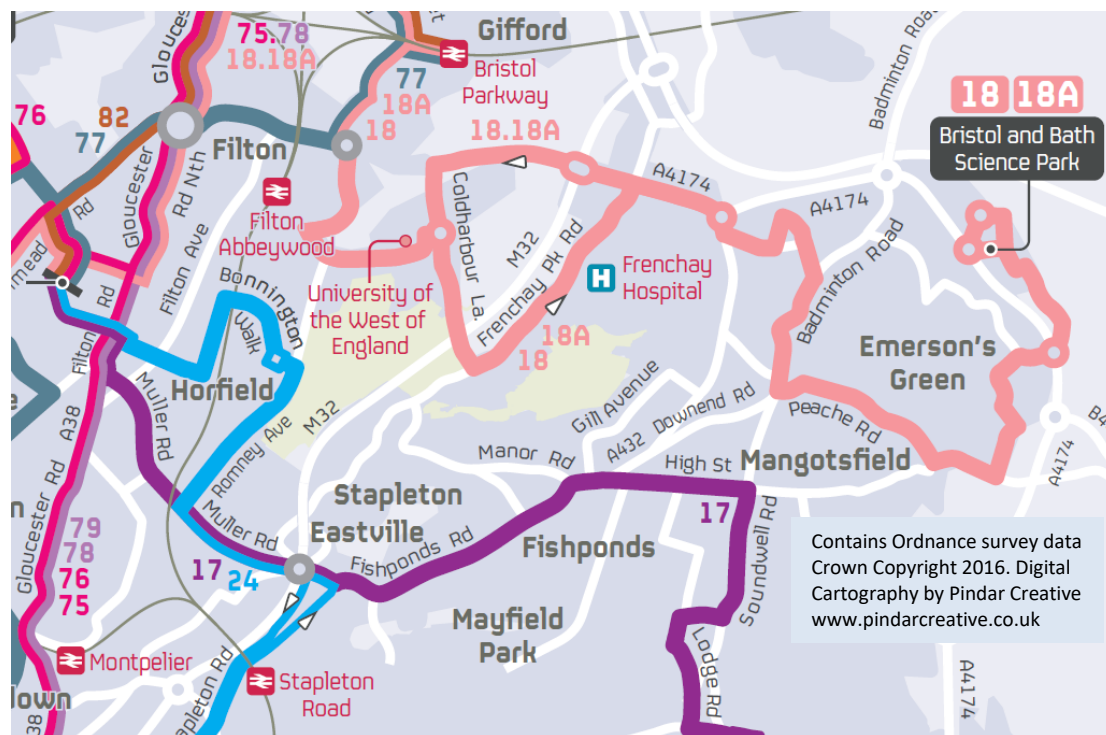 75.78
18.18A
Glouces
Gifford
Bristol
Parkway
77
18A
18
18.18A
Badminton Road
18 18A
Bristol and Bath
Science Park
76
82
77
Filton
Gloucester
Rd Nth
Rd
Filton
Abbeywood
Filton Ave
Coldharbour La.
M32
Frenchay Pk Rd
A4174
A4174
Badminton Road
Frenchay
Hospital
University of
the West of
England
18A
18
Emerson's
Green
Rd
Filton
Bonnington
Walk
Horfield
Muller Rd
A38
Romney Ave
M32
Gill Avenue
A432 Downend Rd
Peache Rd
A4174
Manor Rd
High St
Mangotsfield
Stapleton
Eastville
Muller Rd
Fishponds Rd
Fishponds
17
Soundwell Rd
Gloucester Rd
79
78
76
75
17
24
Mayfield
Park
Lodge Rd
Contains Ordnance survey data
Crown Copyright 2016. Digital
Cartography by Pindar Creative
www.pindarcreative.co.uk
Montpelier
Stapleton
Road
pleton Rd
down
38
A4174